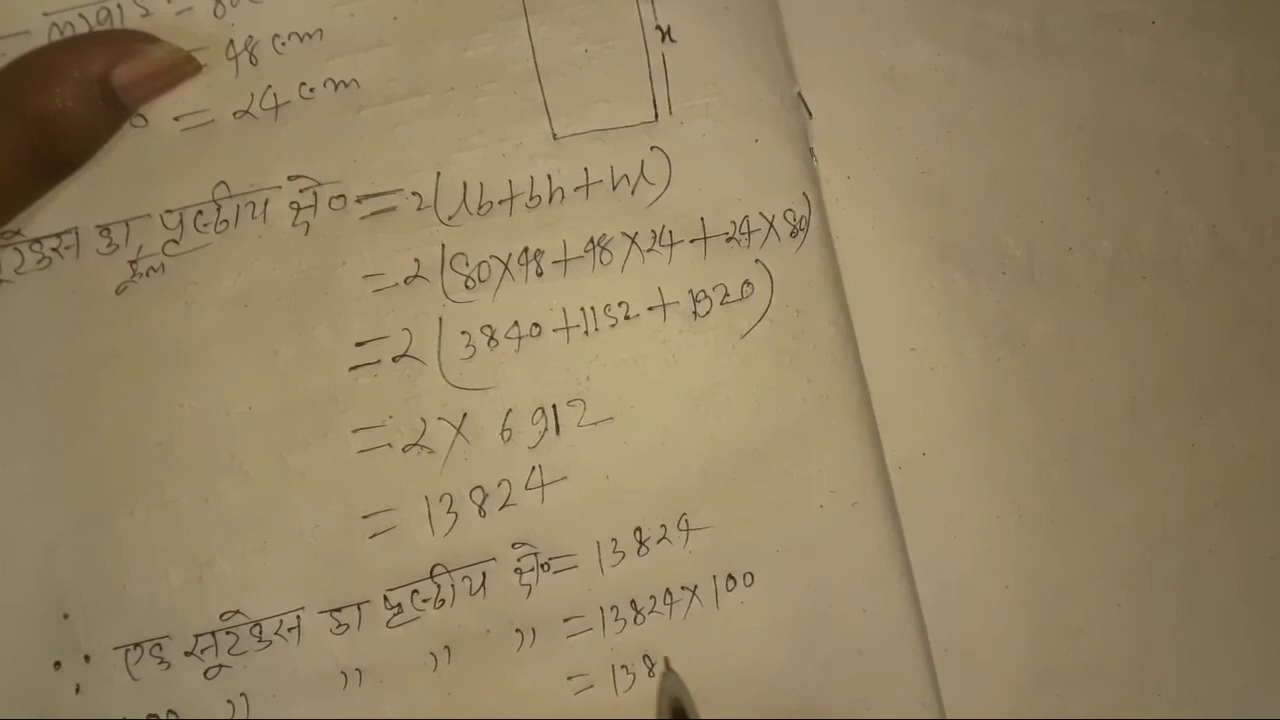 = 48 cm
= 24 cm
x
सूटकेस का कुल पृष्ठीय क्षे० = 2(lb+bh+hl)
= 2(80×48+48×24+24×80)
= 2(3840+1152+1920)
= 2× 6912
= 13824
∵ एक सूटकेस का पृष्ठीय क्षे० = 13824
" " " " = 13824×100
= 138